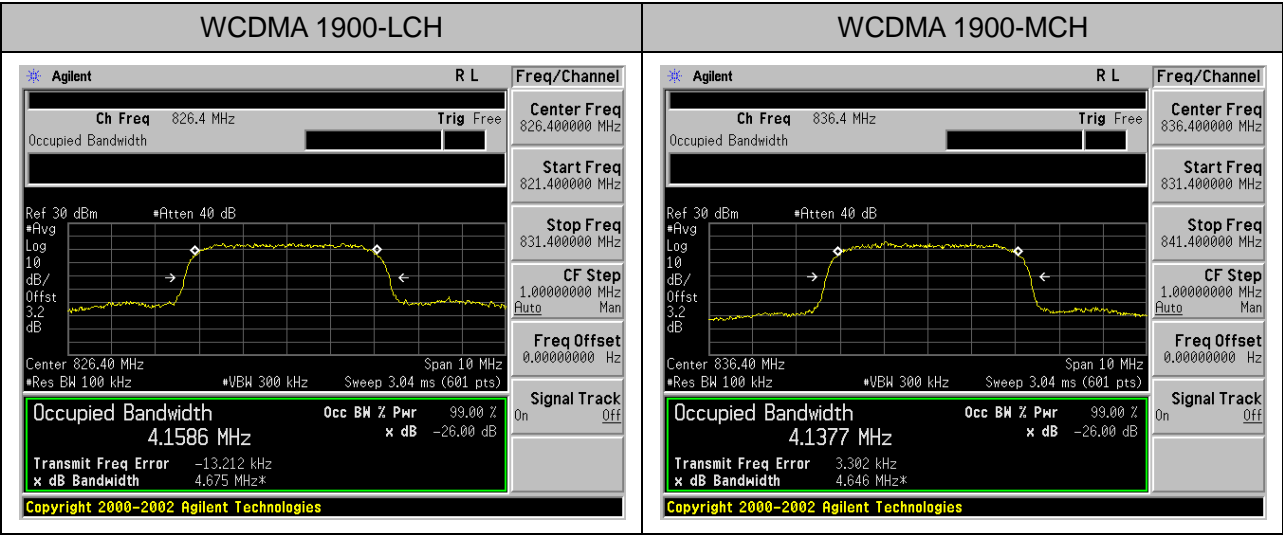 WCDMA 1900-LCH
WCDMA 1900-MCH
Agilent R L
Freq/Channel
Ch Freq 826.4 MHz Trig Free
Occupied Bandwidth
Center Freq
826.400000 MHz
Start Freq
821.400000 MHz
Stop Freq
831.400000 MHz
CF Step
1.00000000 MHz
Auto Man
Freq Offset
0.00000000 Hz
Signal Track
On Off
Ref 30 dBm #Atten 40 dB
#Avg
Log
10
dB/
Offst
3.2
dB
Center 826.40 MHz Span 10 MHz
#Res BW 100 kHz #VBW 300 kHz Sweep 3.04 ms (601 pts)
Occupied Bandwidth Occ BW % Pwr 99.00 %
4.1586 MHz x dB -26.00 dB
Transmit Freq Error -13.212 kHz
x dB Bandwidth 4.675 MHz*
Copyright 2000-2002 Agilent Technologies
Agilent R L
Freq/Channel
Ch Freq 836.4 MHz Trig Free
Occupied Bandwidth
Center Freq
836.400000 MHz
Start Freq
831.400000 MHz
Stop Freq
841.400000 MHz
CF Step
1.00000000 MHz
Auto Man
Freq Offset
0.00000000 Hz
Signal Track
On Off
Ref 30 dBm #Atten 40 dB
#Avg
Log
10
dB/
Offst
3.2
dB
Center 836.40 MHz Span 10 MHz
#Res BW 100 kHz #VBW 300 kHz Sweep 3.04 ms (601 pts)
Occupied Bandwidth Occ BW % Pwr 99.00 %
4.1377 MHz x dB -26.00 dB
Transmit Freq Error 3.302 kHz
x dB Bandwidth 4.646 MHz*
Copyright 2000-2002 Agilent Technologies